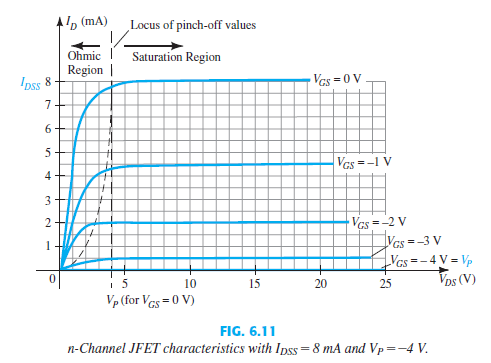 I_D (mA)
Locus of pinch-off values
Ohmic Region
Saturation Region
I_DSS 8
V_GS = 0 V
7
6
5
V_GS = –1 V
4
3
2
V_GS = –2 V
1
V_GS = –3 V
V_GS = – 4 V = V_P
0
5
10
15
20
25
V_DS (V)
V_P (for V_GS = 0 V)
FIG. 6.11
n-Channel JFET characteristics with I_DSS = 8 mA and V_P = –4 V.